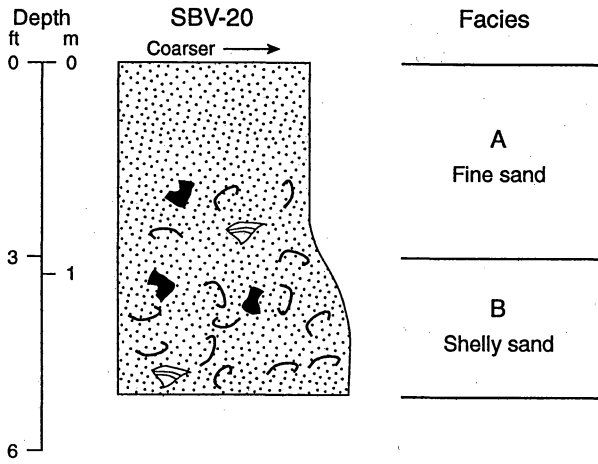 Depth
ft m
SBV-20
Coarser
Facies
0 0
A
Fine sand
3
1
B
Shelly sand
6